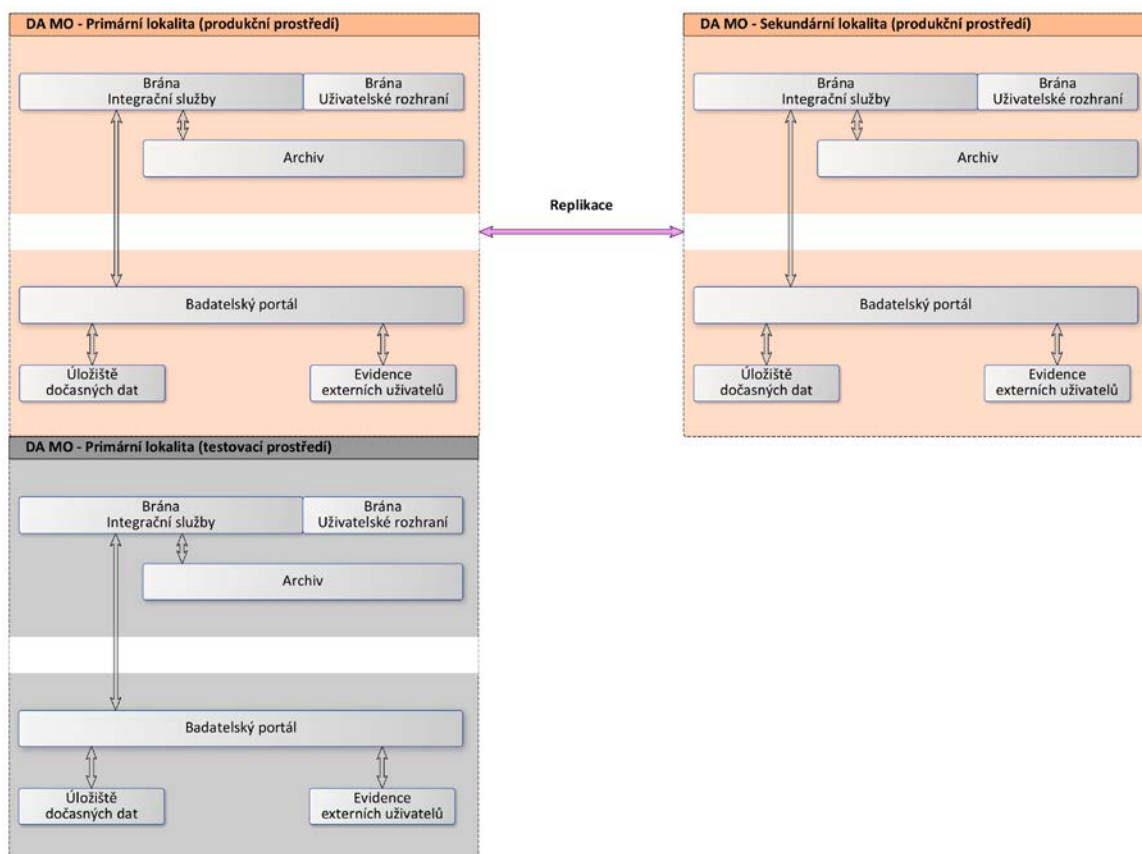 DA MO - Primární lokalita (produkční prostředí)
Brána
Integrační služby
Brána
Uživatelské rozhraní
Archiv
Badatelský portál
Úložiště
dočasných dat
Evidence
externích uživatelů
Replikace
DA MO - Sekundární lokalita (produkční prostředí)
Brána
Integrační služby
Brána
Uživatelské rozhraní
Archiv
Badatelský portál
Úložiště
dočasných dat
Evidence
externích uživatelů
DA MO - Primární lokalita (testovací prostředí)
Brána
Integrační služby
Brána
Uživatelské rozhraní
Archiv
Badatelský portál
Úložiště
dočasných dat
Evidence
externích uživatelů